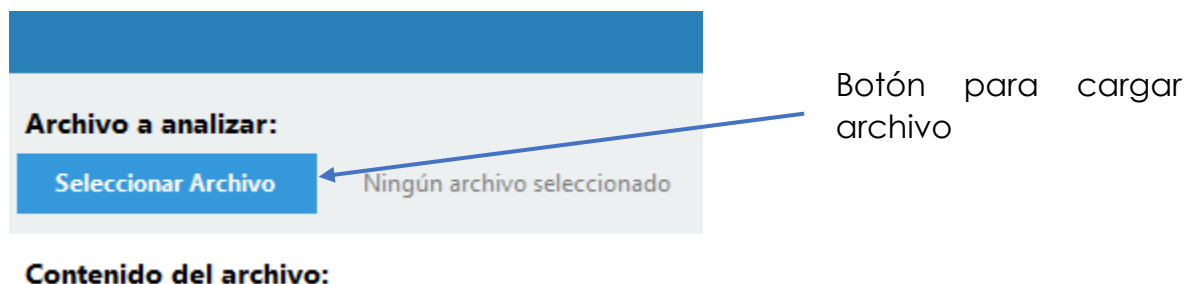 Archivo a analizar:
Seleccionar Archivo
Ningún archivo seleccionado
Contenido del archivo:
Botón para cargar
archivo